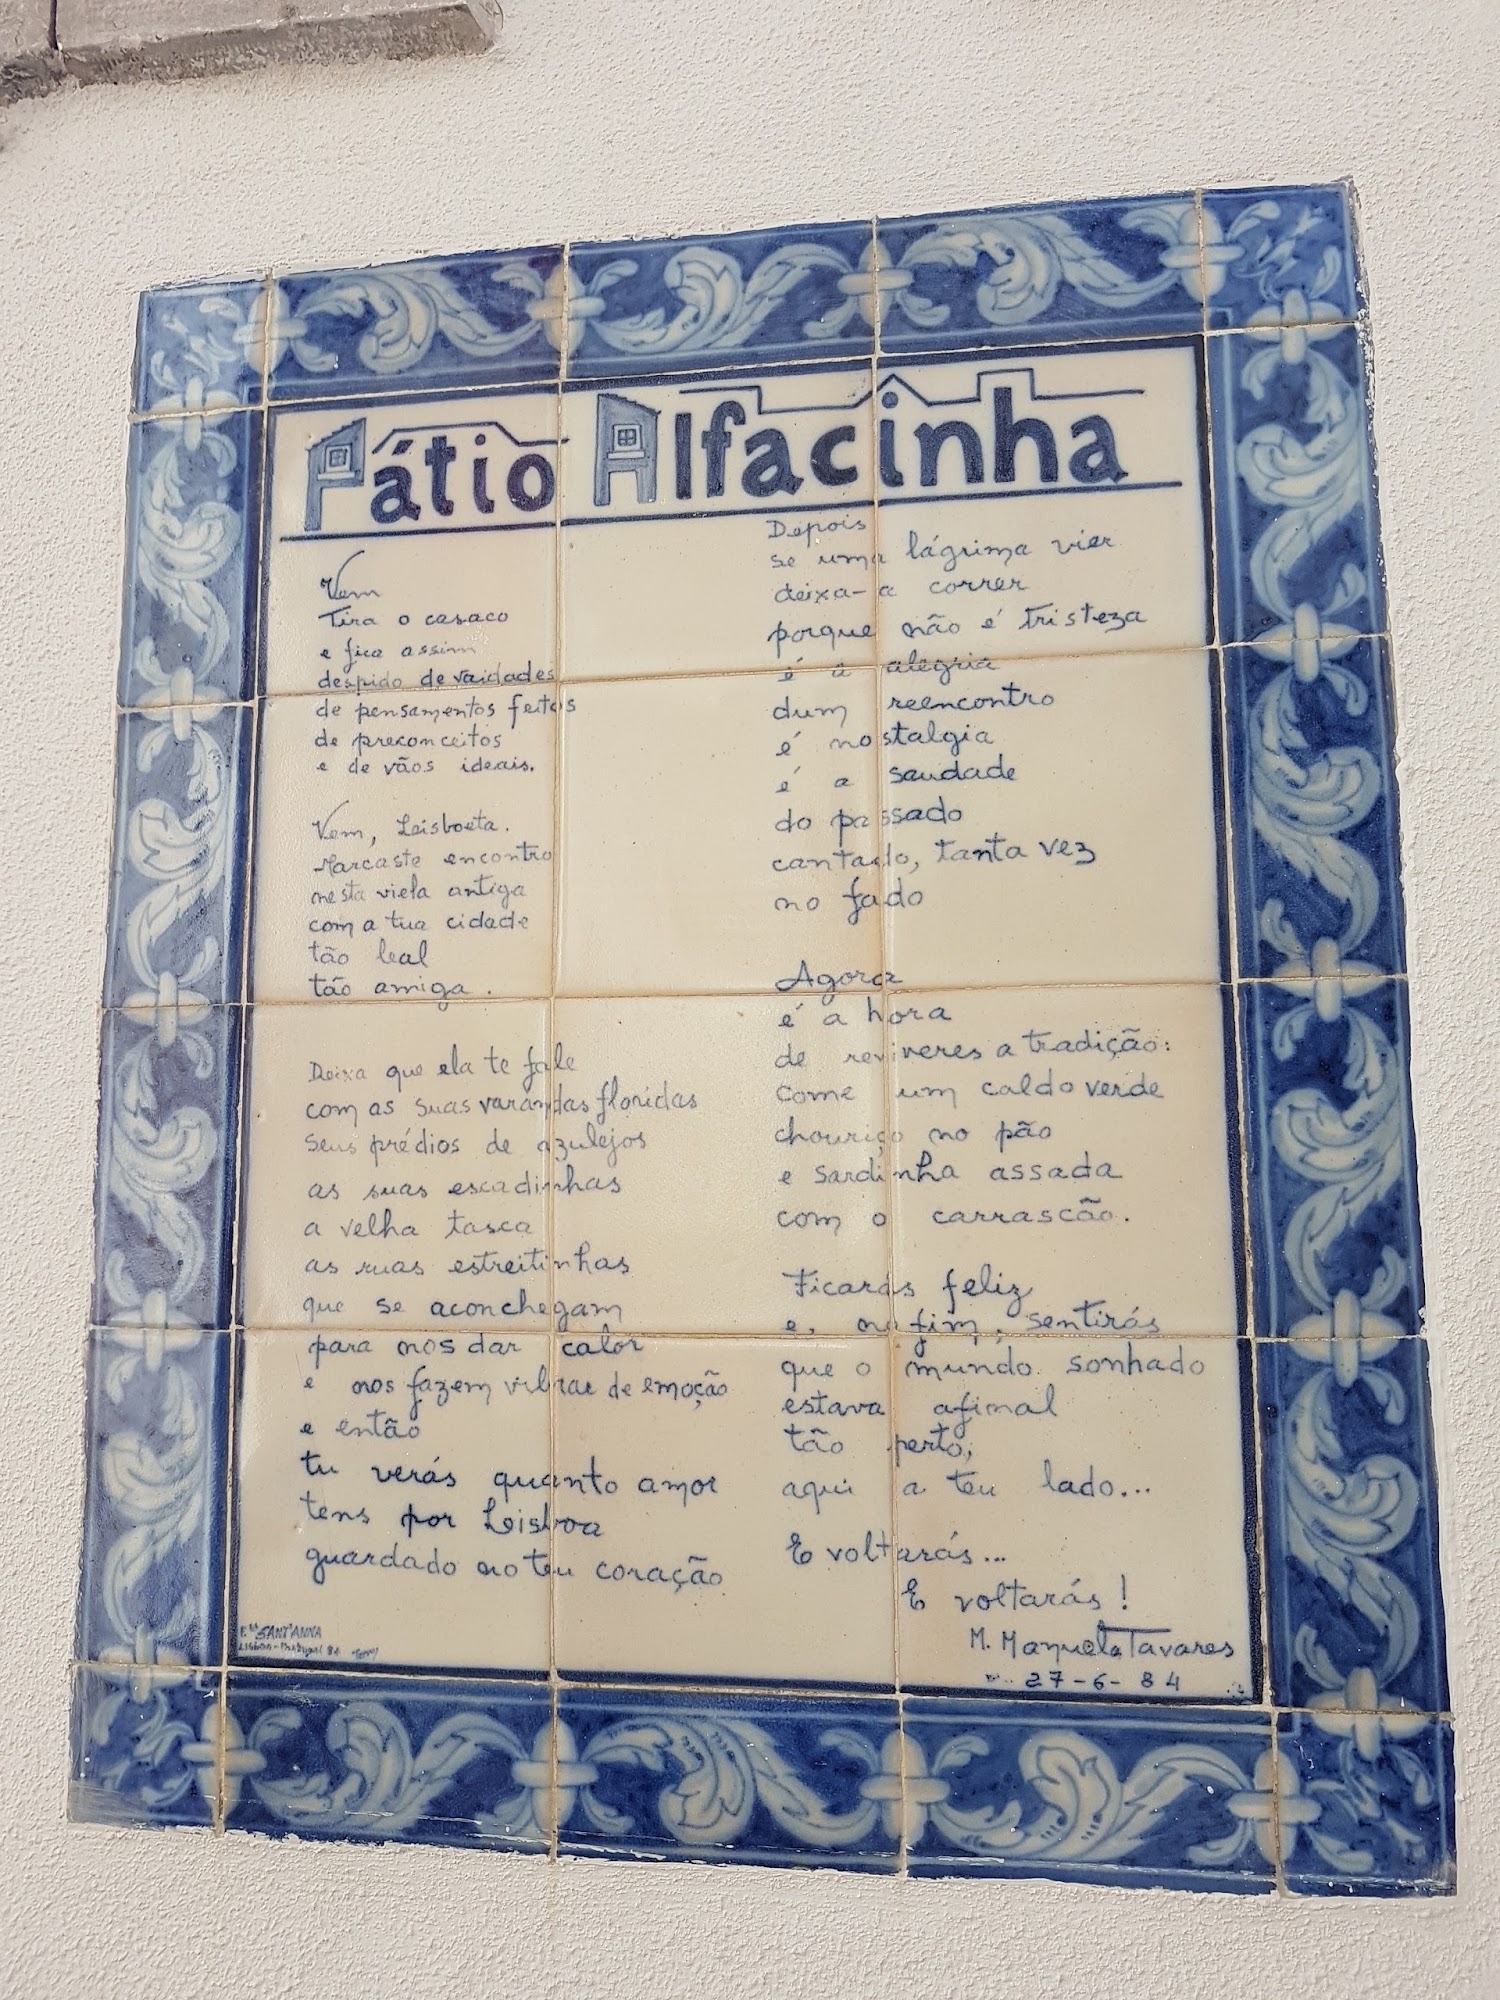 Pátio Alfacinha
Vem
Tira o casaco
e fica assim
despido de vaidades
de pensamentos feitos
de preconceitos
e de vãos ideais.
Vem, Leisboeta.
Marcaste encontro
nesta viela antiga
com a tua cidade
tão leal
tão amiga.
Deixa que ela te fale
com as suas varandas floridas
seus prédios de azulejos
as suas escadinhas
a velha tasca
as ruas estreitinhas
que se aconchegam
para nos dar calor
e nos fazem vibrar de emoção
e então
tu verás quanto amor
tens por Lisboa
guardado no teu coração
Depois
se uma lágrima vier
deixa-a correr
porque não é tristeza
é a alegria
dum reencontro
é nostalgia
é a saudade
do passado
cantado, tanta vez
no fado
Agora
é a hora
de reviveres a tradição:
come um caldo verde
chouriço no pão
e sardinha assada
com o carrascão.
Ficarás feliz
e, no fim, sentirás
que o mundo sonhado
estava afinal
tão perto,
aqui a teu lado...
E voltarás...
E voltarás!
M. Manuela Tavares
27-6-84
F.ca SANT'ANNA
Lisboa-Portugal 84